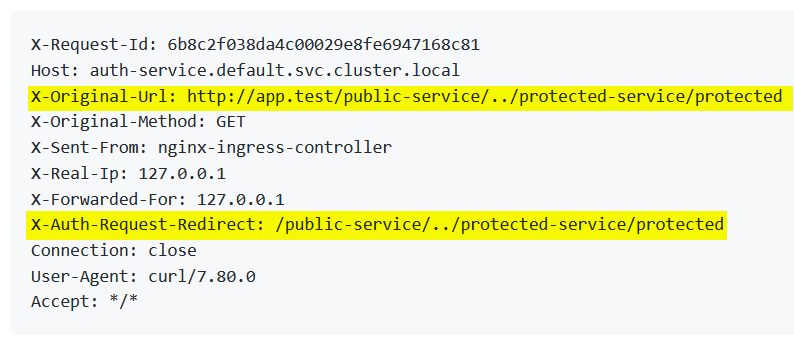 X-Request-Id: 6b8c2f038da4c00029e8fe6947168c81
Host: auth-service.default.svc.cluster.local
X-Original-Url: http://app.test/public-service/../protected-service/protected
X-Original-Method: GET
X-Sent-From: nginx-ingress-controller
X-Real-Ip: 127.0.0.1
X-Forwarded-For: 127.0.0.1
X-Auth-Request-Redirect: /public-service/../protected-service/protected
Connection: close
User-Agent: curl/7.80.0
Accept: */*